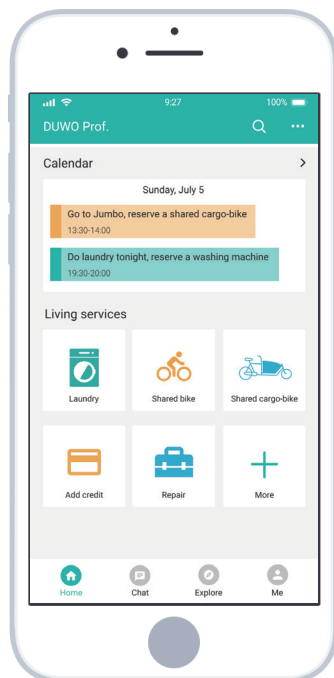 9:27
100%
DUWO Prof.
Calendar
Sunday, July 5
Go to Jumbo, reserve a shared cargo-bike
13:30-14:00
Do laundry tonight, reserve a washing machine
19:30-20:00
Living services
Laundry
Shared bike
Shared cargo-bike
Add credit
Repair
More
Home
Chat
Explore
Me